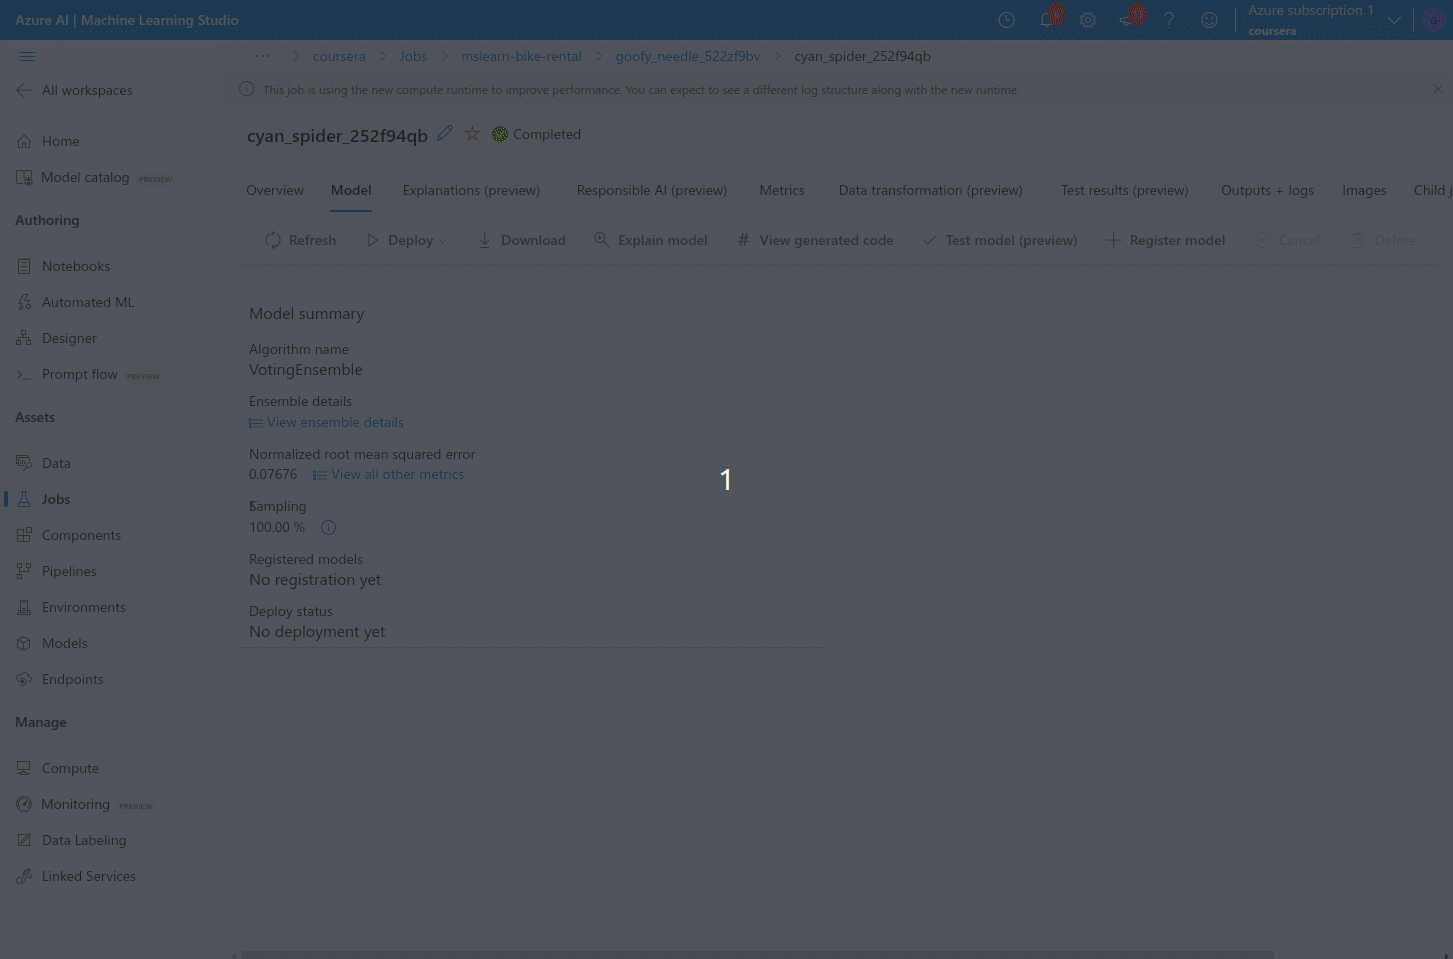 Azure AI | Machine Learning Studio
Azure subscription 1
coursera
All workspaces
Home
Model catalog PREVIEW
Authoring
Notebooks
Automated ML
Designer
Prompt flow PREVIEW
Assets
Data
Jobs
Components
Pipelines
Environments
Models
Endpoints
Manage
Compute
Monitoring PREVIEW
Data Labeling
Linked Services
··· > coursera > Jobs > mslearn-bike-rental > goofy_needle_522zf9bv > cyan_spider_252f94qb
This job is using the new compute runtime to improve performance. You can expect to see a different log structure along with the new runtime.
cyan_spider_252f94qb Completed
Overview Model Explanations (preview) Responsible AI (preview) Metrics Data transformation (preview) Test results (preview) Outputs + logs Images Child j
Refresh Deploy Download Explain model # View generated code Test model (preview) Register model Cancel Delete
Model summary
Algorithm name
VotingEnsemble
Ensemble details
View ensemble details
Normalized root mean squared error
0.07676 View all other metrics
1
Sampling
100.00 %
Registered models
No registration yet
Deploy status
No deployment yet